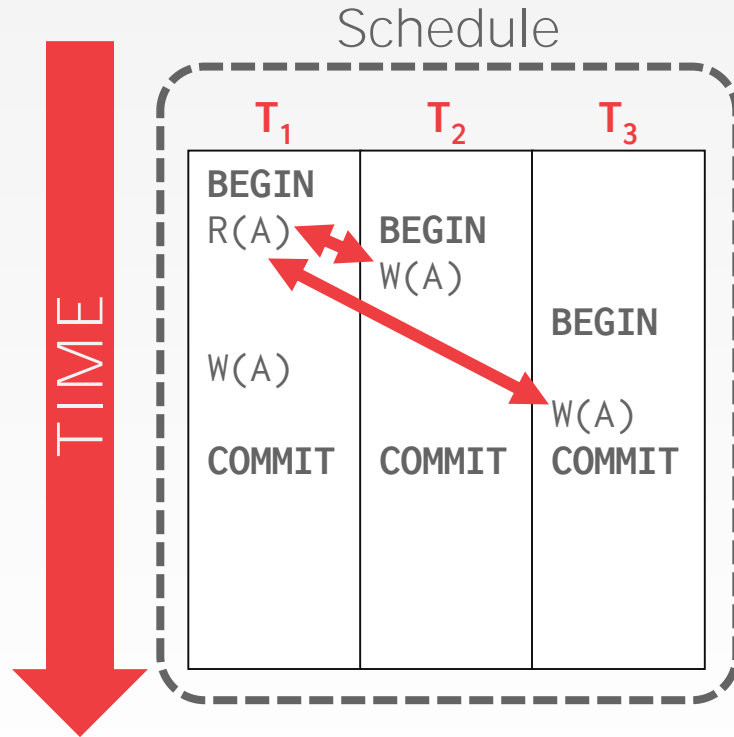 Schedule
T1 T2 T3
BEGIN
R(A) BEGIN
W(A)
BEGIN
W(A)
W(A)
COMMIT COMMIT COMMIT
TIME